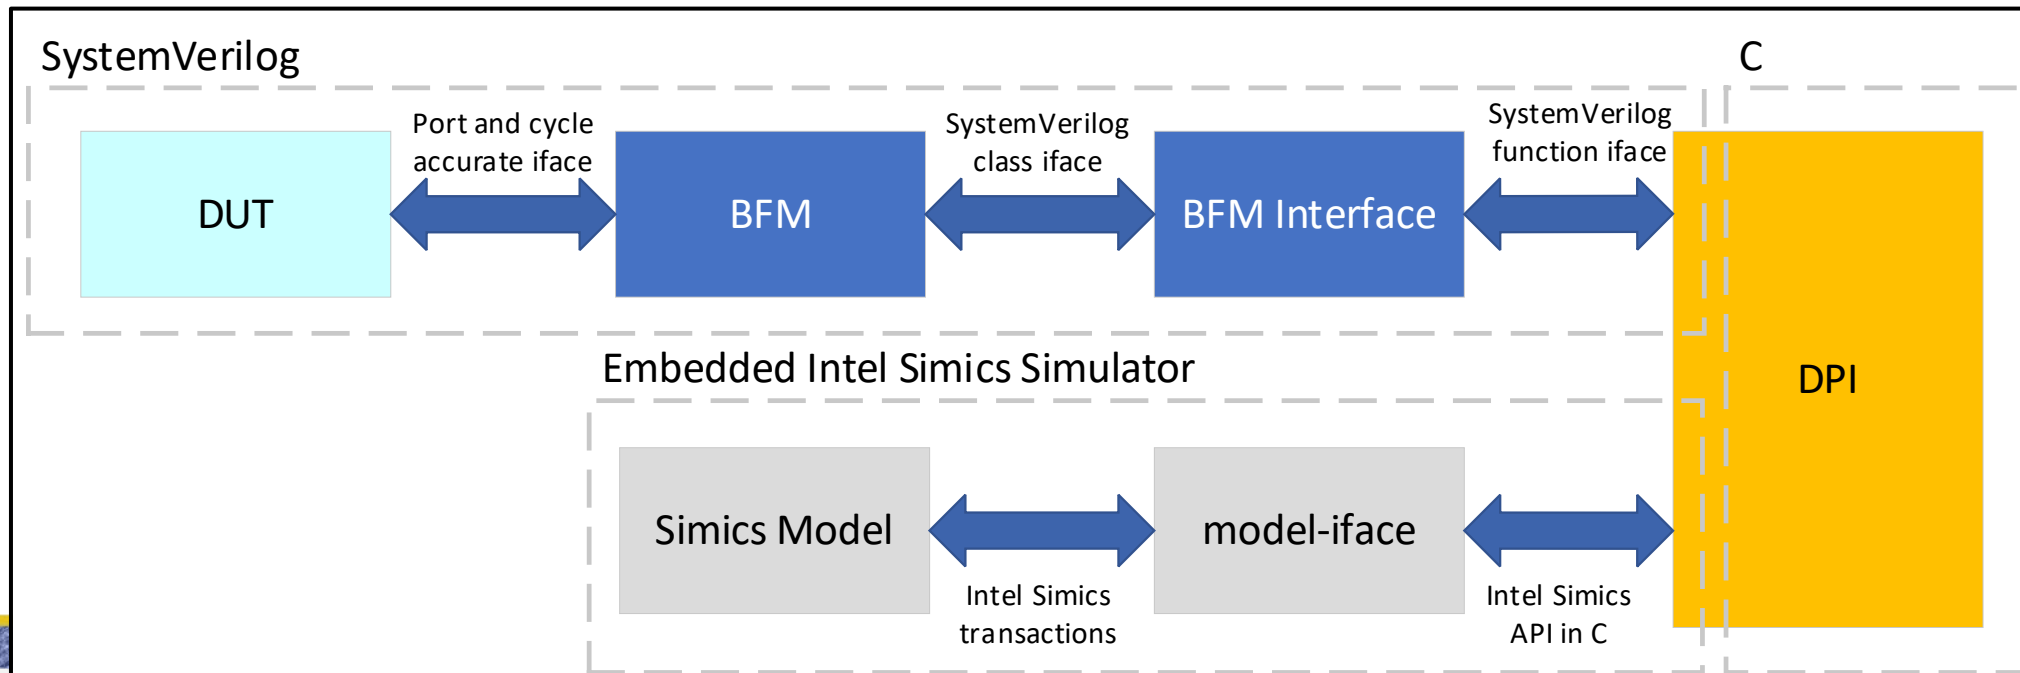 SystemVerilog
C
Port and cycle
accurate iface
SystemVerilog
class iface
SystemVerilog
function iface
DUT
BFM
BFM Interface
Embedded Intel Simics Simulator
DPI
Simics Model
model-iface
Intel Simics
transactions
Intel Simics
API in C